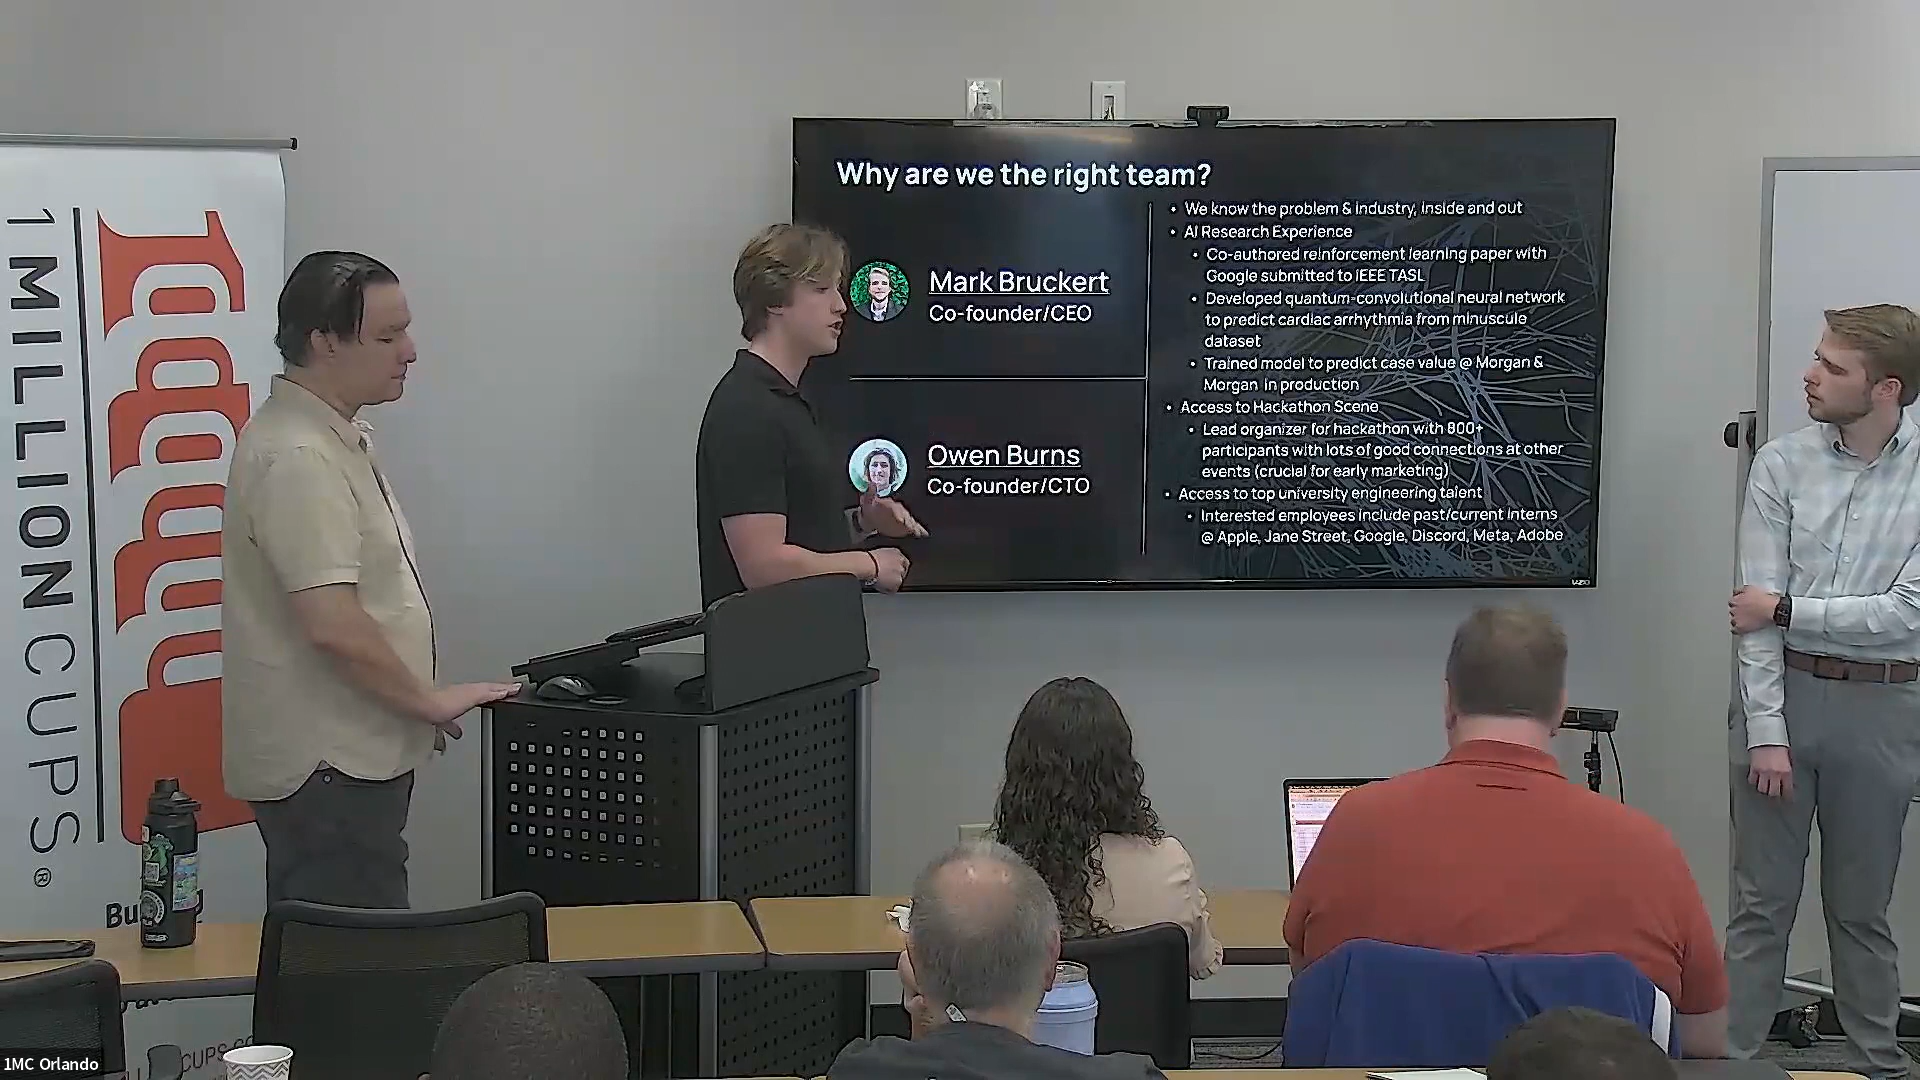 Why are we the right team?
Mark Bruckert
Co-founder/CEO
Owen Burns
Co-founder/CTO
• We know the problem & industry, inside and out
• AI Research Experience
• Co-authored reinforcement learning paper with
Google submitted to IEEE TASL
• Developed quantum-convolutional neural network
to predict cardiac arrhythmia from minuscule
dataset
• Trained model to predict case value @ Morgan &
Morgan in production
• Access to Hackathon Scene
• Lead organizer for hackathon with 800+
participants with lots of good connections at other
events (crucial for early marketing)
• Access to top university engineering talent
• Interested employees include past/current interns
@ Apple, Jane Street, Google, Discord, Meta, Adobe
VIZIO
1MILLIONCUPS®
1MC Orlando